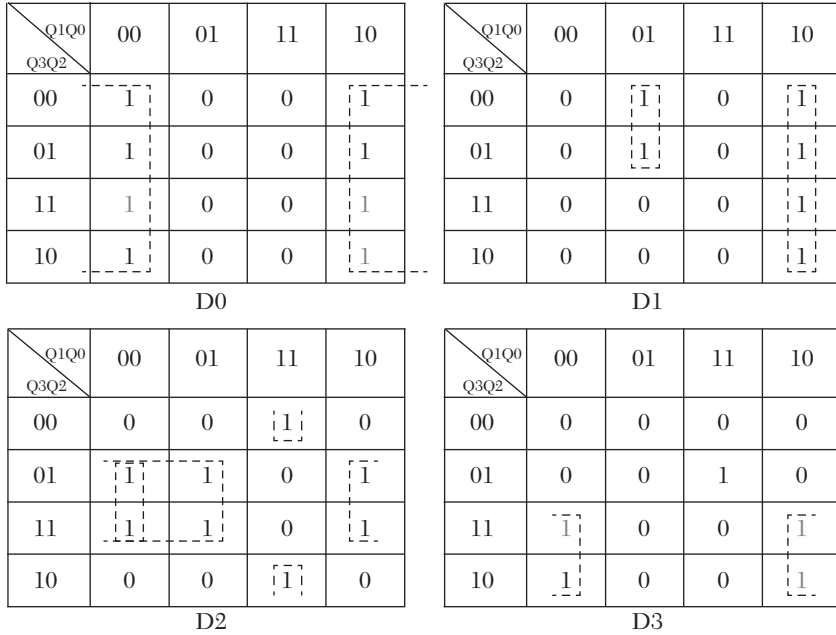 Q1Q0 00 01 11 10 Q1Q0 00 01 11 10
Q3Q2 Q3Q2
00 1 0 0 1 00 0 1 0 1
01 1 0 0 1 01 0 1 0 1
11 1 0 0 1 11 0 0 0 1
10 1 0 0 1 10 0 0 0 1
D0 D1
Q1Q0 00 01 11 10 Q1Q0 00 01 11 10
Q3Q2 Q3Q2
00 0 0 1 0 00 0 0 0 0
01 1 1 0 1 01 0 0 1 0
11 1 1 0 1 11 1 0 0 1
10 0 0 1 0 10 1 0 0 1
D2 D3